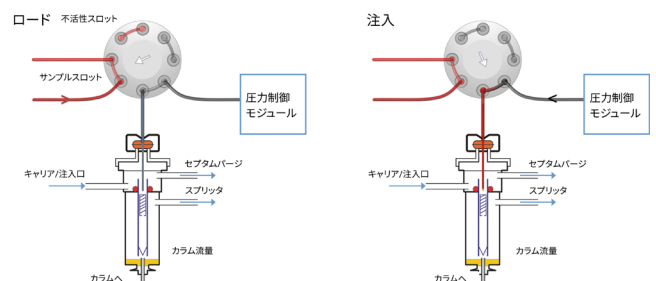 ロード
不活性スロット
サンプルスロット
圧力制御
モジュール
セプタムパージ
キャリア/注入口
スプリッタ
カラム流量
カラムへ
注入
圧力制御
モジュール
セプタムパージ
キャリア/注入口
スプリッタ
カラム流量
カラムへ